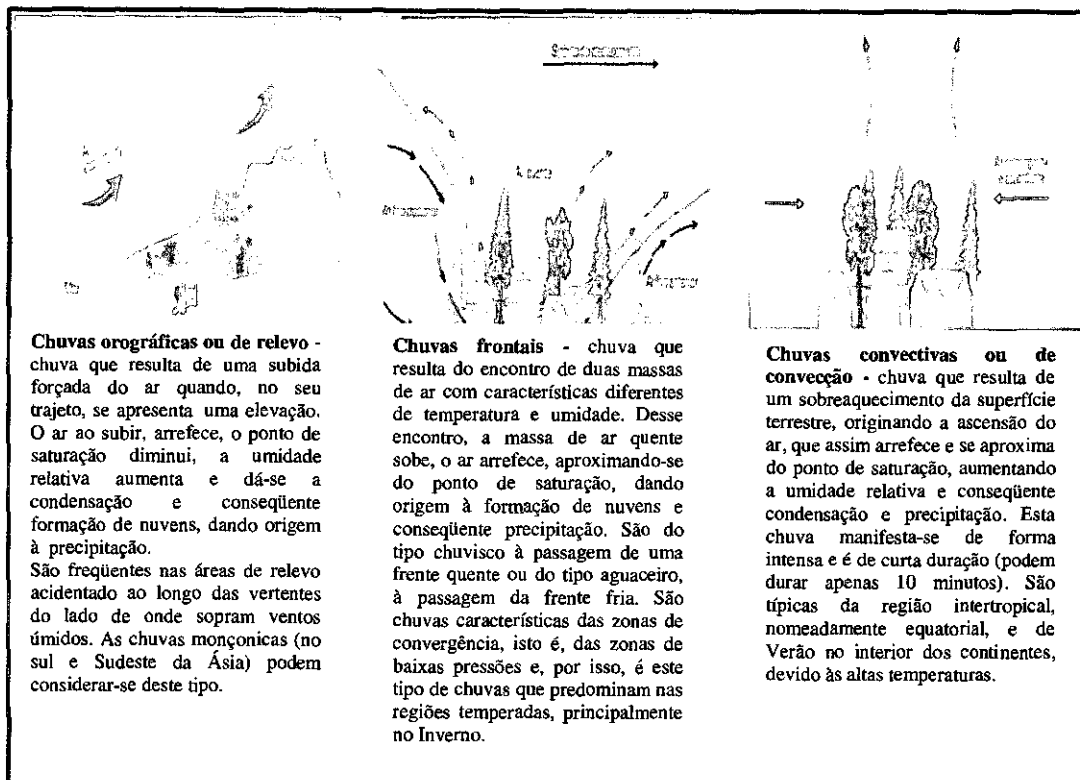 Chuvas orográficas ou de relevo -
chuva que resulta de uma subida
forçada do ar quando, no seu
trajeto, se apresenta uma elevação.
O ar ao subir, arrefece, o ponto de
saturação diminui, a umidade
relativa aumenta e dá-se a
condensação e conseqüente
formação de nuvens, dando origem
à precipitação.
São freqüentes nas áreas de relevo
acidentado ao longo das vertentes
do lado de onde sopram ventos
úmidos. As chuvas monçonicas (no
sul e Sudeste da Ásia) podem
considerar-se deste tipo.
Chuvas frontais - chuva que
resulta do encontro de duas massas
de ar com características diferentes
de temperatura e umidade. Desse
encontro, a massa de ar quente
sobe, o ar arrefece, aproximando-se
do ponto de saturação, dando
origem à formação de nuvens e
conseqüente precipitação. São do
tipo chuvisco à passagem de uma
frente quente ou do tipo aguaceiro,
à passagem da frente fria. São
chuvas características das zonas de
convergência, isto é, das zonas de
baixas pressões e, por isso, é este
tipo de chuvas que predominam nas
regiões temperadas, principalmente
no Inverno.
Chuvas convectivas ou de
convecção - chuva que resulta de
um sobreaquecimento da superfície
terrestre, originando a ascensão do
ar, que assim arrefece e se aproxima
do ponto de saturação, aumentando
a umidade relativa e conseqüente
condensação e precipitação. Esta
chuva manifesta-se de forma
intensa e é de curta duração (podem
durar apenas 10 minutos). São
típicas da região intertropical,
nomeadamente equatorial, e de
Verão no interior dos continentes,
devido às altas temperaturas.